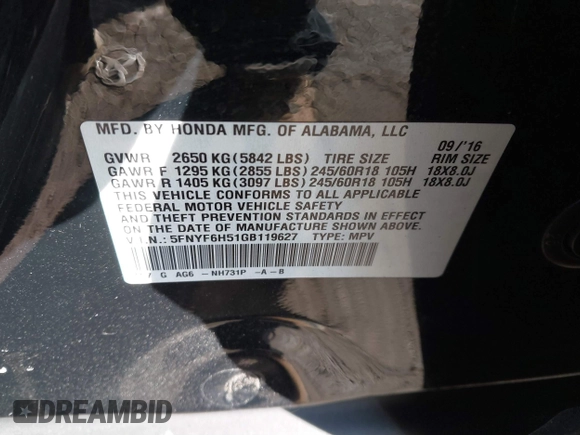 MFD. BY HONDA MFG. OF ALABAMA, LLC
09/'16
GVWR 2650 KG(5842 LBS) TIRE SIZE RIM SIZE
GAWR F 1295 KG(2855 LBS)245/60R18 105H 18X8.0J
GAWR R 1405 KG(3097 LBS)245/60R18 105H 18X8.0J
THIS VEHICLE CONFORMS TO ALL APPLICABLE
FEDERAL MOTOR VEHICLE SAFETY
AND THEFT PREVENTION STANDARDS IN EFFECT
ON THE DATE OF MANUFACTURE SHOWN ABOVE.
V.I.N.: 5FNYF6H51GB119627 TYPE: MPV
G AG6 -NH731P -A-B
DREAMBID